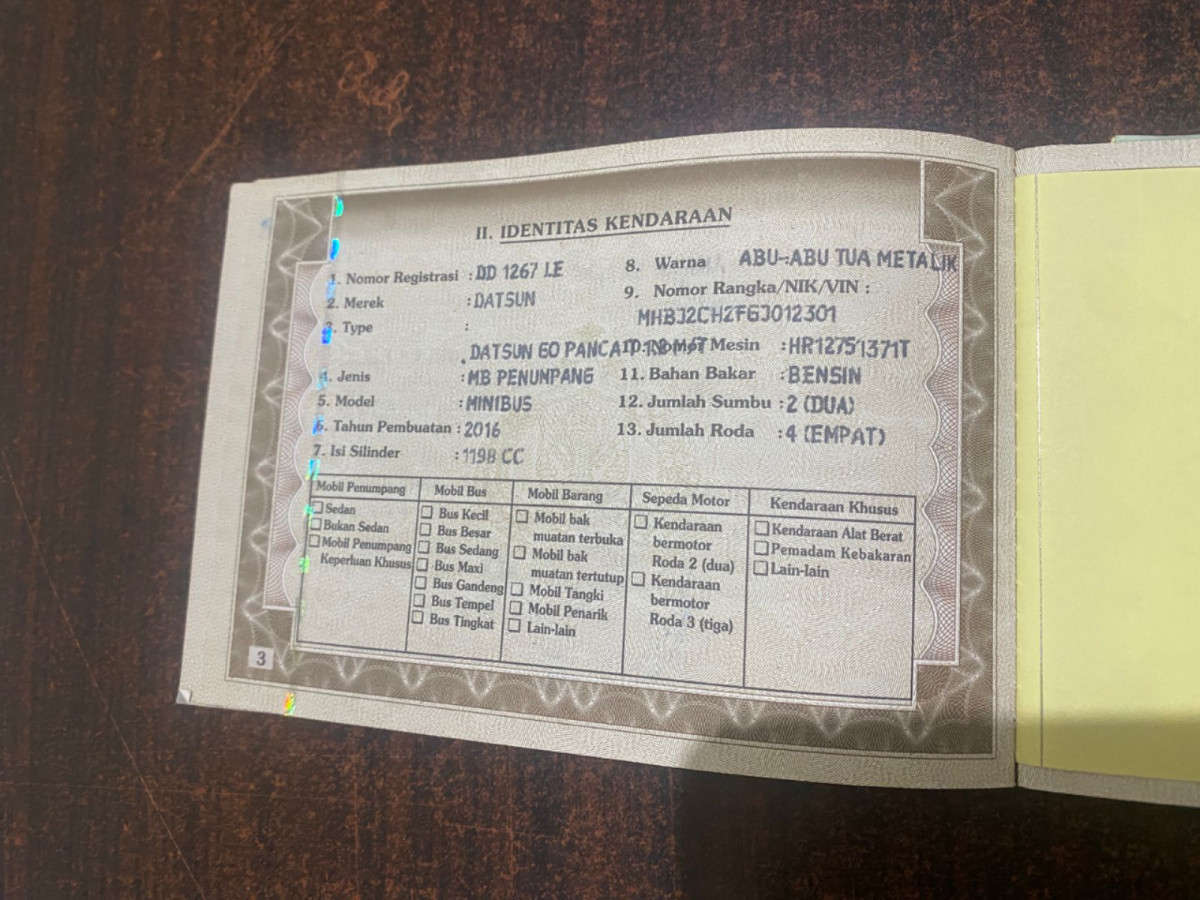 II. IDENTITAS KENDARAAN
1. Nomor Registrasi : DD 1267 LE
2. Merek : DATSUN
3. Type :
DATSUN GO PANCA
4. Jenis : MB PENUMPANG
5. Model : MINIBUS
6. Tahun Pembuatan : 2016
7. Isi Silinder : 1198 CC
8. Warna ABU-ABU TUA METALIK
9. Nomor Rangka/NIK/VIN :
MHBJ2CH2FGJ012301
10. Nomor Mesin : HR12751371T
11. Bahan Bakar : BENSIN
12. Jumlah Sumbu : 2 (DUA)
13. Jumlah Roda : 4 (EMPAT)
Mobil Penumpang
☐ Sedan
☐ Bukan Sedan
☐ Mobil Penumpang
Keperluan Khusus
Mobil Bus
☐ Bus Kecil
☐ Bus Besar
☐ Bus Sedang
☐ Bus Maxi
☐ Bus Gandeng
☐ Bus Tempel
☐ Bus Tingkat
Mobil Barang
☐ Mobil bak
muatan terbuka
☐ Mobil bak
muatan tertutup
☐ Mobil Tangki
☐ Mobil Penarik
☐ Lain-lain
Sepeda Motor
☐ Kendaraan
bermotor
Roda 2 (dua)
☐ Kendaraan
bermotor
Roda 3 (tiga)
Kendaraan Khusus
☐ Kendaraan Alat Berat
☐ Pemadam Kebakaran
☐ Lain-lain
3